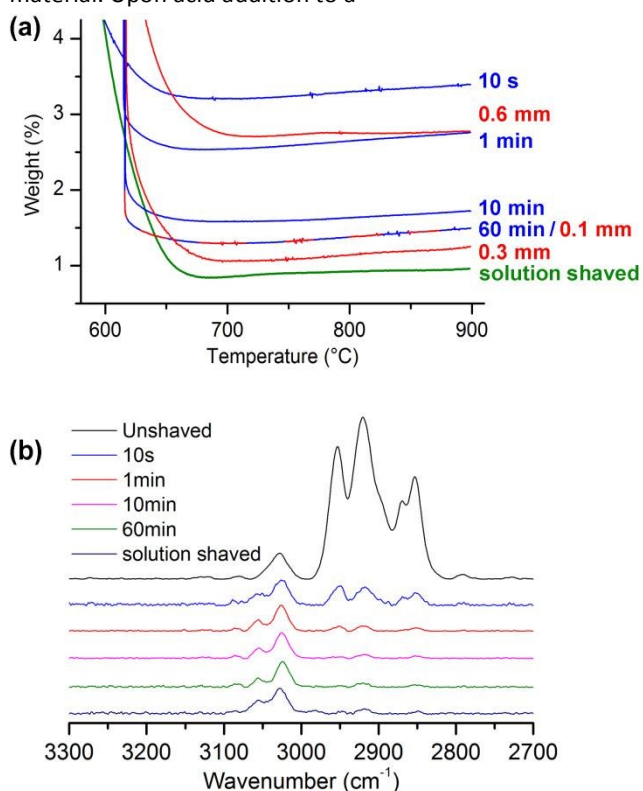 material. Upon acid addition to a
(a)
4
3
2
1
Weight (%)
10 s
0.6 mm
1 min
10 min
60 min / 0.1 mm
0.3 mm
solution shaved
600 700 800 900
Temperature (°C)
(b)
Unshaved
10s
1min
10min
60min
solution shaved
3300 3200 3100 3000 2900 2800 2700
Wavenumber (cm⁻¹)